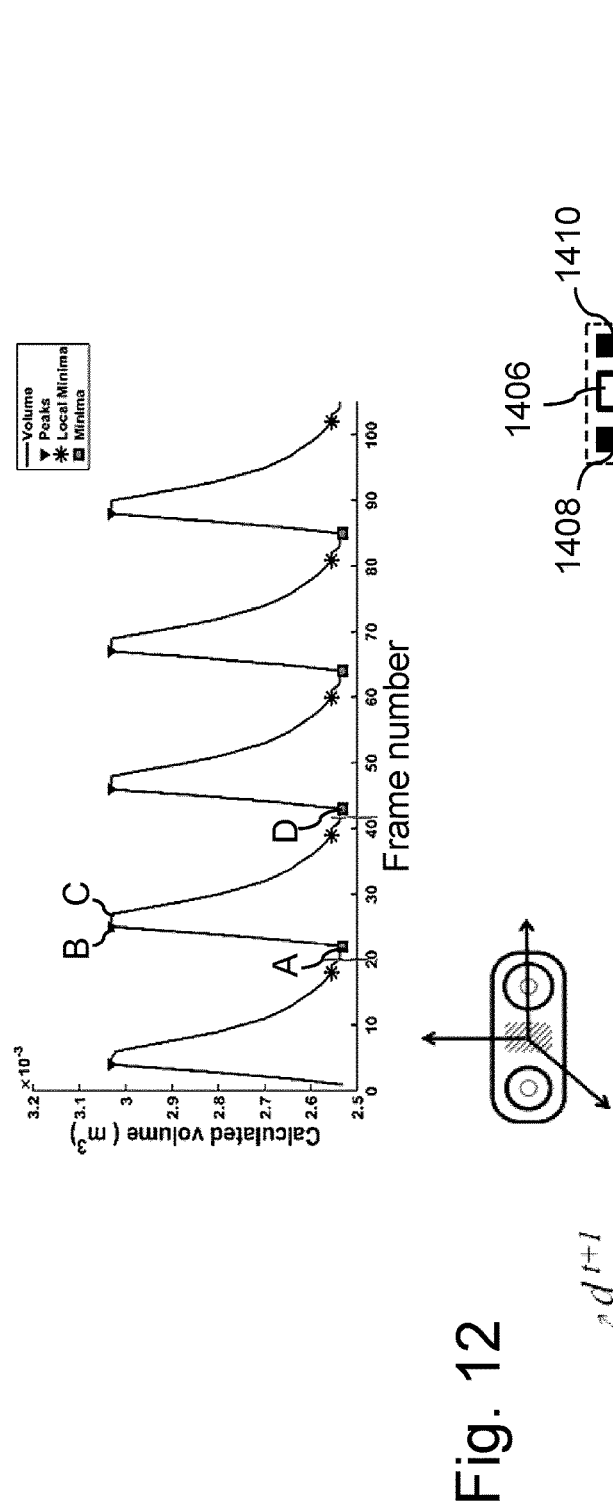 Volume
Peaks
Local Minima
Minima
×10⁻³
3.2
3.1
3
2.9
2.8
2.7
2.6
2.5
Calculated volume (m³)
B C
A
D
0 10 20 30 40 50 60 70 80 90 100
Frame number
Fig. 12
d t+1
1408 1406 1410